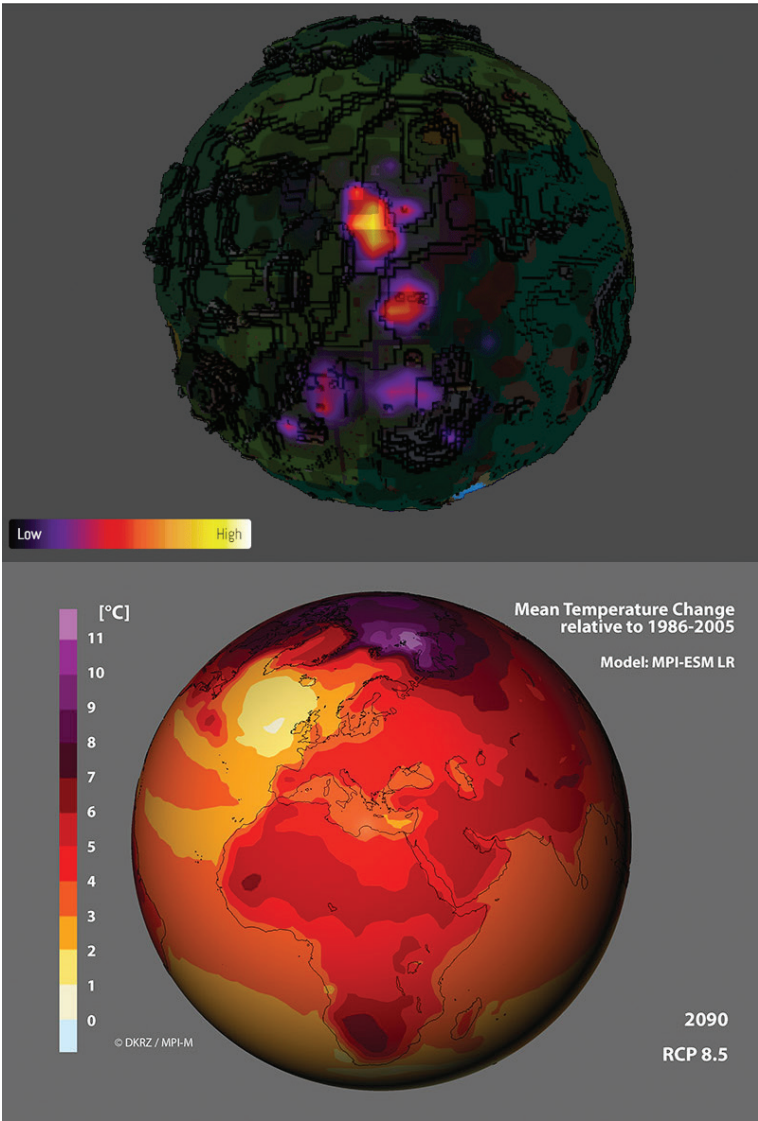 Low
High
[°C]
11
10
9
8
7
6
5
4
3
2
1
0
Mean Temperature Change
relative to 1986-2005
Model: MPI-ESM LR
© DKRZ / MPI-M
2090
RCP 8.5